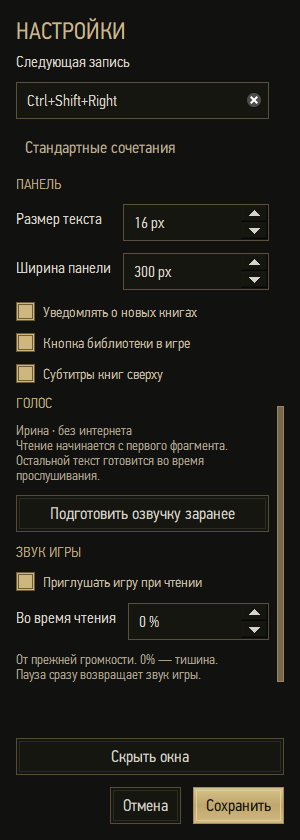 НАСТРОЙКИ
Следующая запись
Ctrl+Shift+Right
Стандартные сочетания
ПАНЕЛЬ
Размер текста
16 px
Ширина панели
300 px
Уведомлять о новых книгах
Кнопка библиотеки в игре
Субтитры книг сверху
ГОЛОС
Ирина · без интернета
Чтение начинается с первого фрагмента.
Остальной текст готовится во время
прослушивания.
Подготовить озвучку заранее
ЗВУК ИГРЫ
Приглушать игру при чтении
Во время чтения
0 %
От прежней громкости. 0% — тишина.
Пауза сразу возвращает звук игры.
Скрыть окна
Отмена
Сохранить